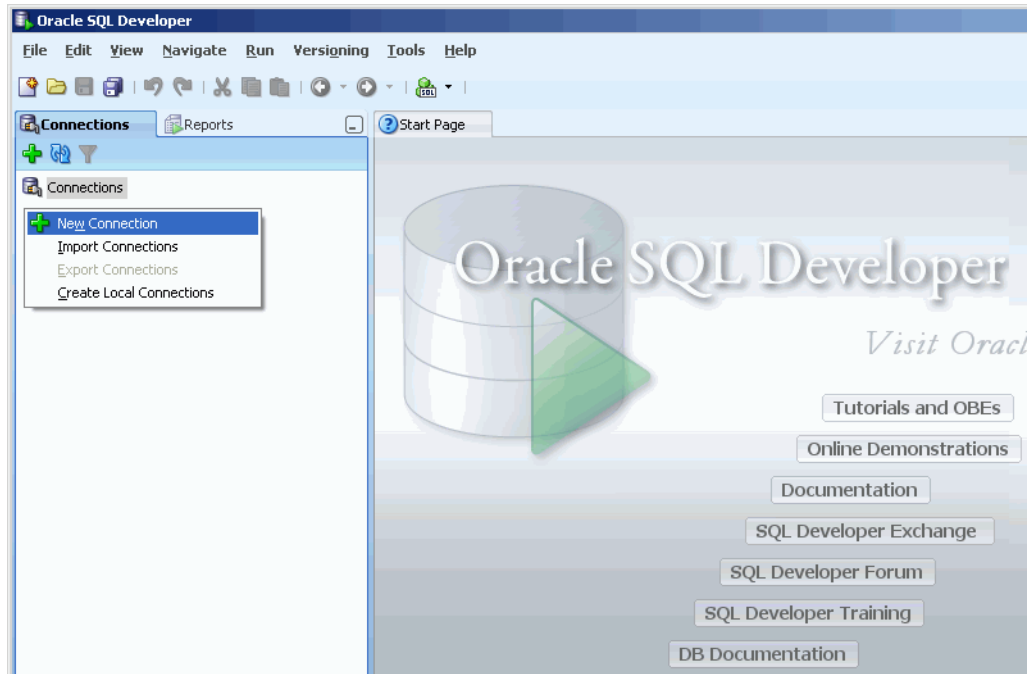 Oracle SQL Developer
File Edit View Navigate Run Versioning Tools Help
SQL
Connections Reports Start Page
Connections
New Connection
Import Connections
Export Connections
Create Local Connections
Oracle SQL Developer
Visit Oracl
Tutorials and OBEs
Online Demonstrations
Documentation
SQL Developer Exchange
SQL Developer Forum
SQL Developer Training
DB Documentation